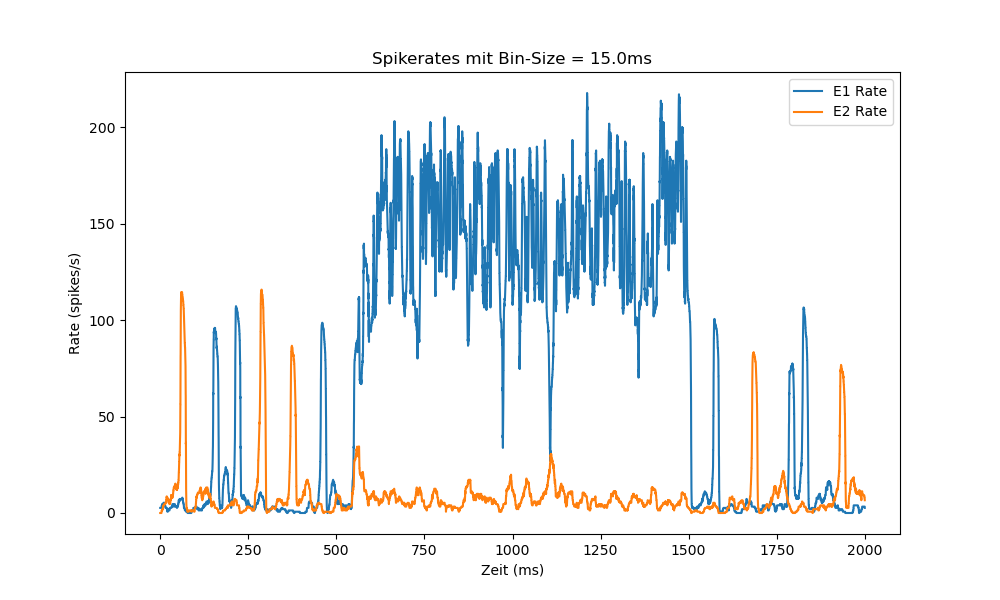 Spikerates mit Bin-Size = 15.0ms
E1 Rate
E2 Rate
Rate (spikes/s)
200
150
100
50
0
0 250 500 750 1000 1250 1500 1750 2000
Zeit (ms)